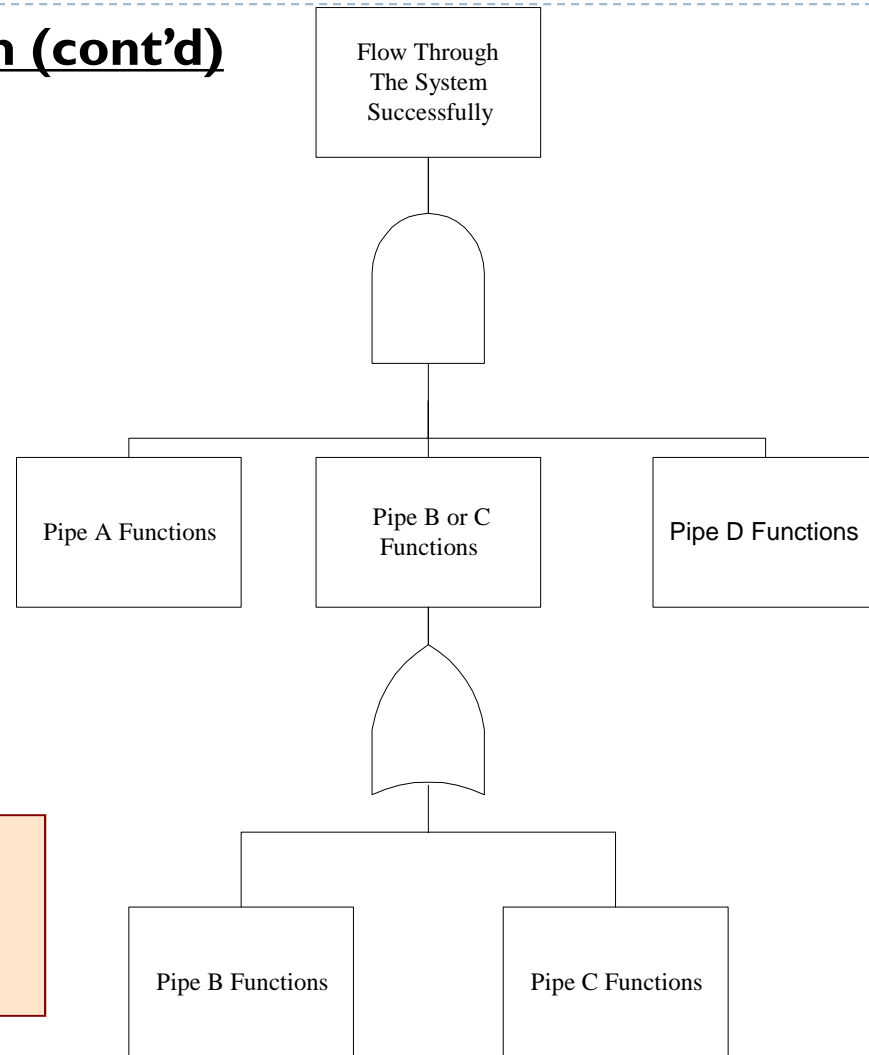 n (cont’d)
Flow Through
The System
Successfully
Pipe A Functions
Pipe B or C
Functions
Pipe D Functions
Pipe B Functions
Pipe C Functions